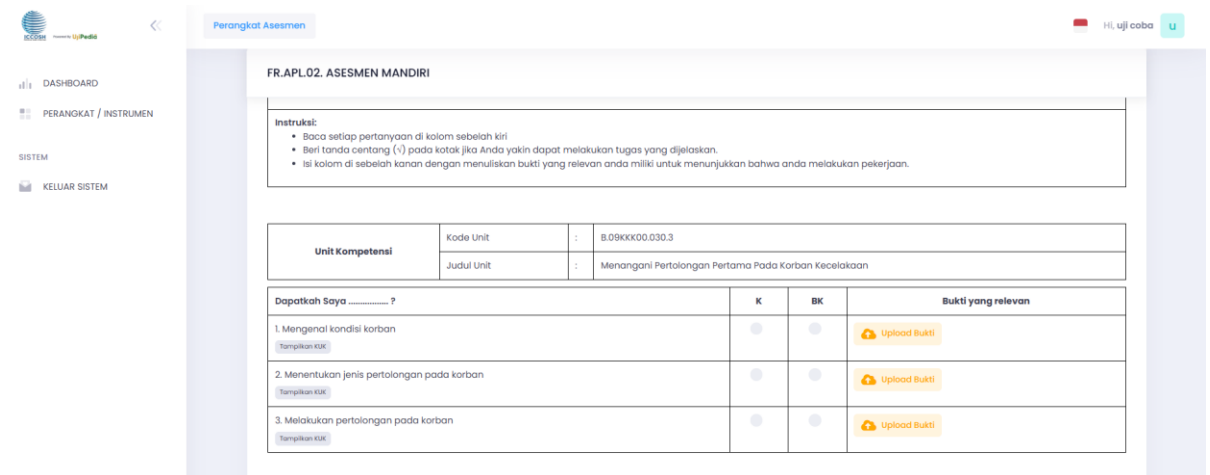 ICCOSH Powered by UjiPedia
Perangkat Asesmen
Hi, uji coba u
DASHBOARD
PERANGKAT / INSTRUMEN
SISTEM
KELUAR SISTEM
FR.APL.02. ASESMEN MANDIRI
Instruksi:
• Baca setiap pertanyaan di kolom sebelah kiri
• Beri tanda centang (√) pada kotak jika Anda yakin dapat melakukan tugas yang dijelaskan.
• Isi kolom di sebelah kanan dengan menuliskan bukti yang relevan anda miliki untuk menunjukkan bahwa anda melakukan pekerjaan.
Unit Kompetensi
Kode Unit : B.09KKK00.030.3
Judul Unit : Menangani Pertolongan Pertama Pada Korban Kecelakaan
Dapatkah Saya ................. ? K BK Bukti yang relevan
1. Mengenal kondisi korban
Tampilkan KUK
Upload Bukti
2. Menentukan jenis pertolongan pada korban
Tampilkan KUK
Upload Bukti
3. Melakukan pertolongan pada korban
Tampilkan KUK
Upload Bukti